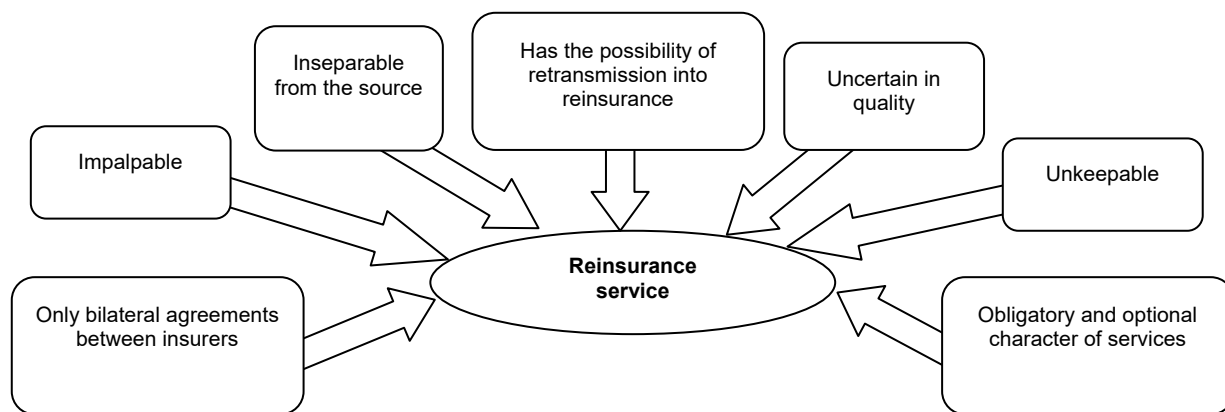 Only bilateral agreements
between insurers
Impalpable
Inseparable
from the source
Has the possibility of
retransmission into
reinsurance
Uncertain in
quality
Unkeepable
Obligatory and optional
character of services
Reinsurance
service